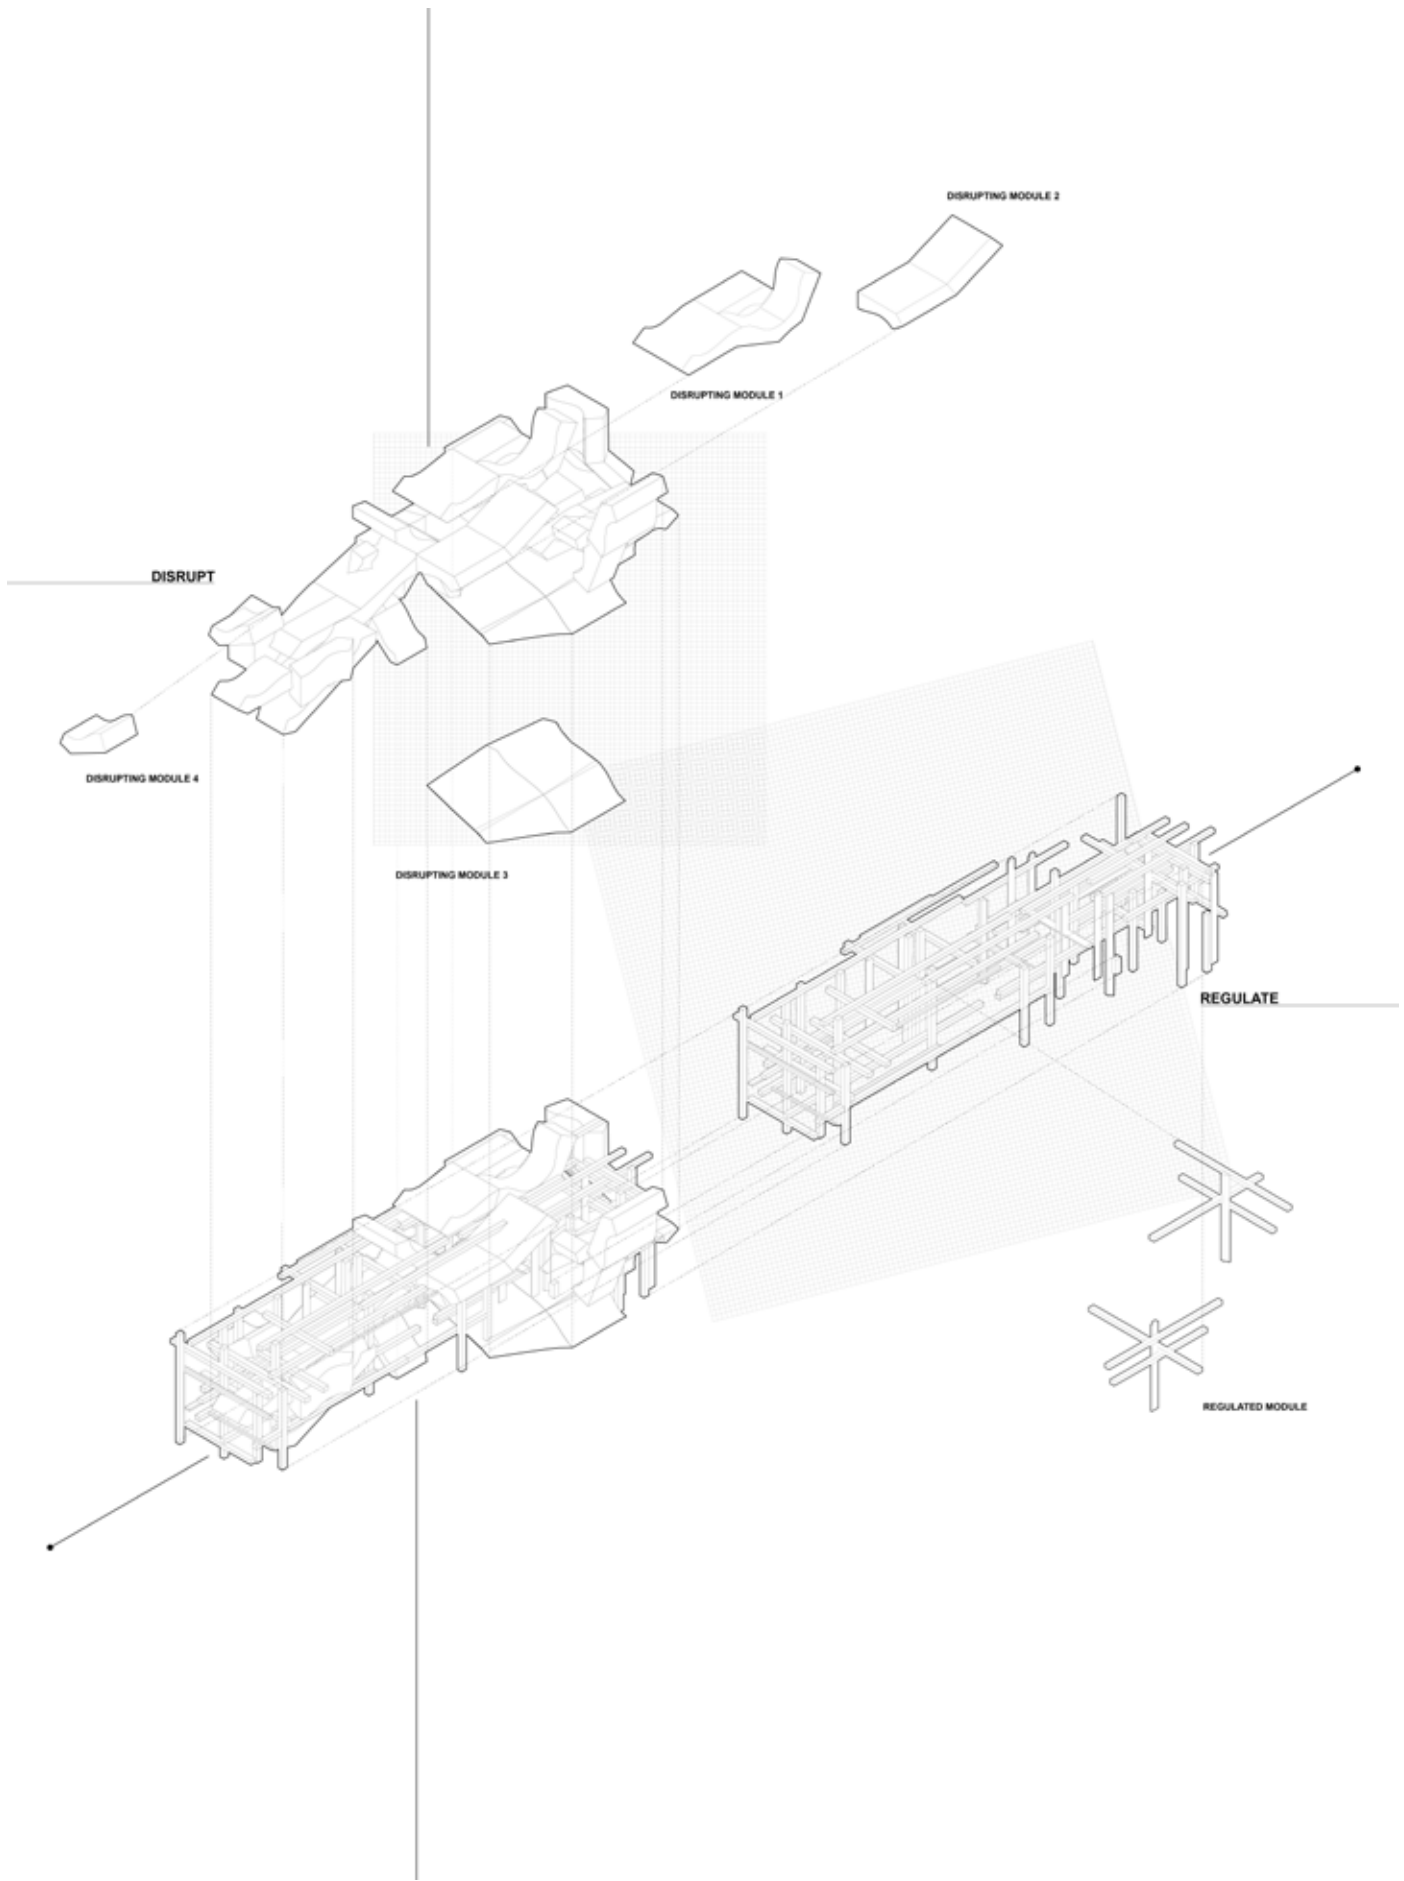 DISRUPTING MODULE 2
DISRUPTING MODULE 1
DISRUPT
DISRUPTING MODULE 4
DISRUPTING MODULE 3
REGULATE
REGULATED MODULE